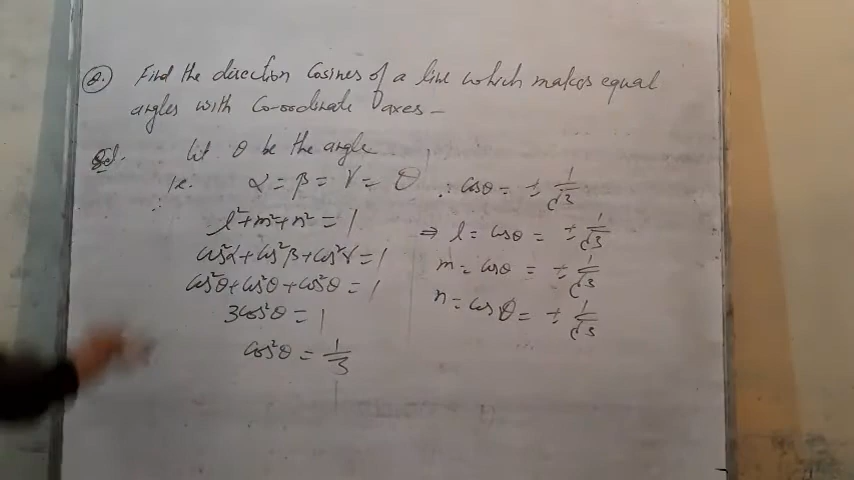 Q. Find the direction cosines of a line which makes equal
angles with Co-ordinate axes –
Sol. Let θ be the angle
i.e. α = β = γ = θ
∴ l²+m²+n² = 1
cos²α+cos²β+cos²γ = 1
cos²θ+cos²θ+cos²θ = 1
3cos²θ = 1
cos²θ = 1/3
∴ cosθ = ± 1/√3
⇒ l = cosθ = ± 1/√3
m = cosθ = ± 1/√3
n = cosθ = ± 1/√3